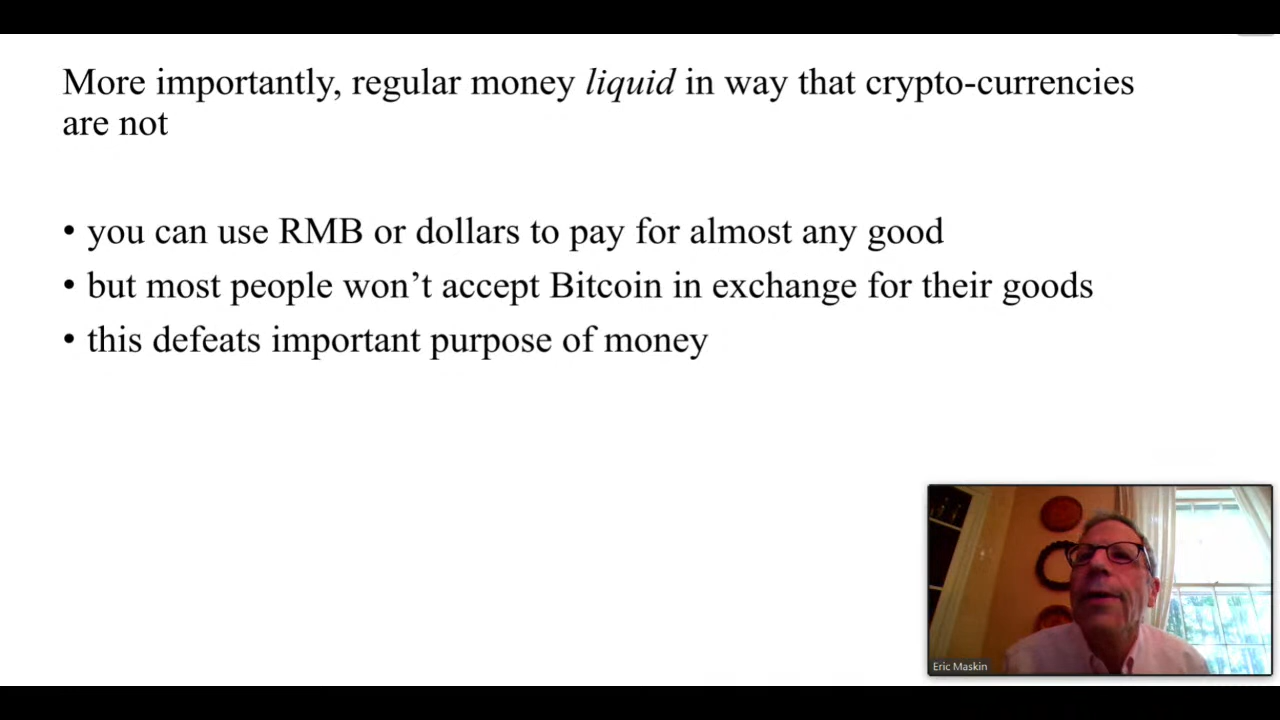 More importantly, regular money liquid in way that crypto-currencies
are not
• you can use RMB or dollars to pay for almost any good
• but most people won’t accept Bitcoin in exchange for their goods
• this defeats important purpose of money
Eric Maskin